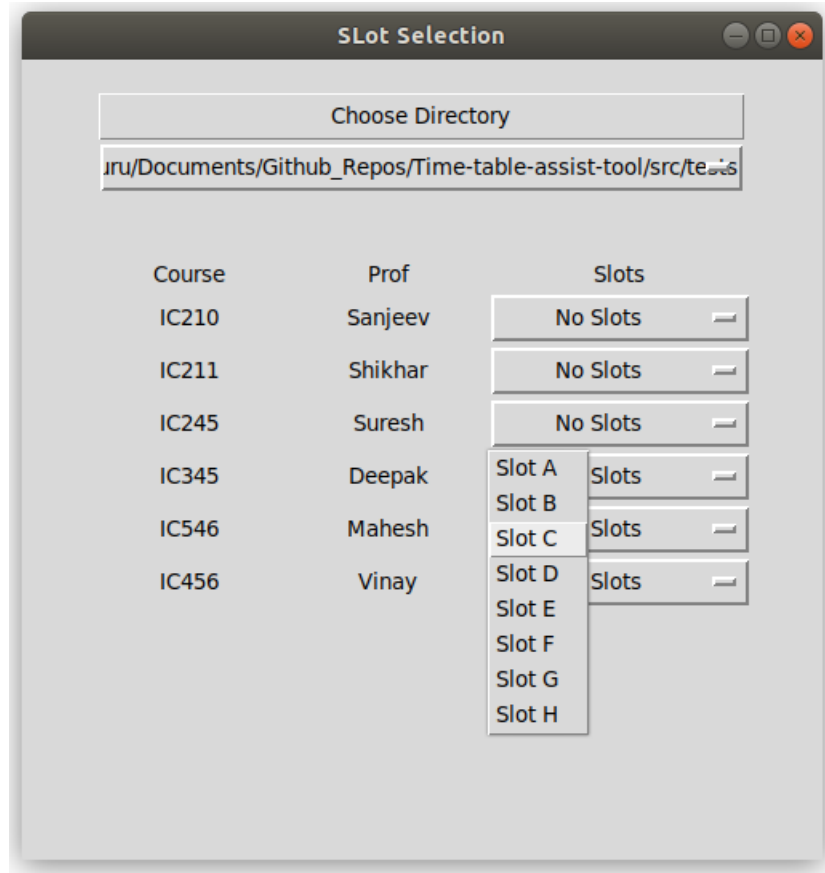 SLot Selection
Choose Directory
uru/Documents/Github_Repos/Time-table-assist-tool/src/tests
Course Prof Slots
IC210 Sanjeev No Slots
IC211 Shikhar No Slots
IC245 Suresh No Slots
IC345 Deepak Slots
IC546 Mahesh Slots
IC456 Vinay Slots
Slot A
Slot B
Slot C
Slot D
Slot E
Slot F
Slot G
Slot H